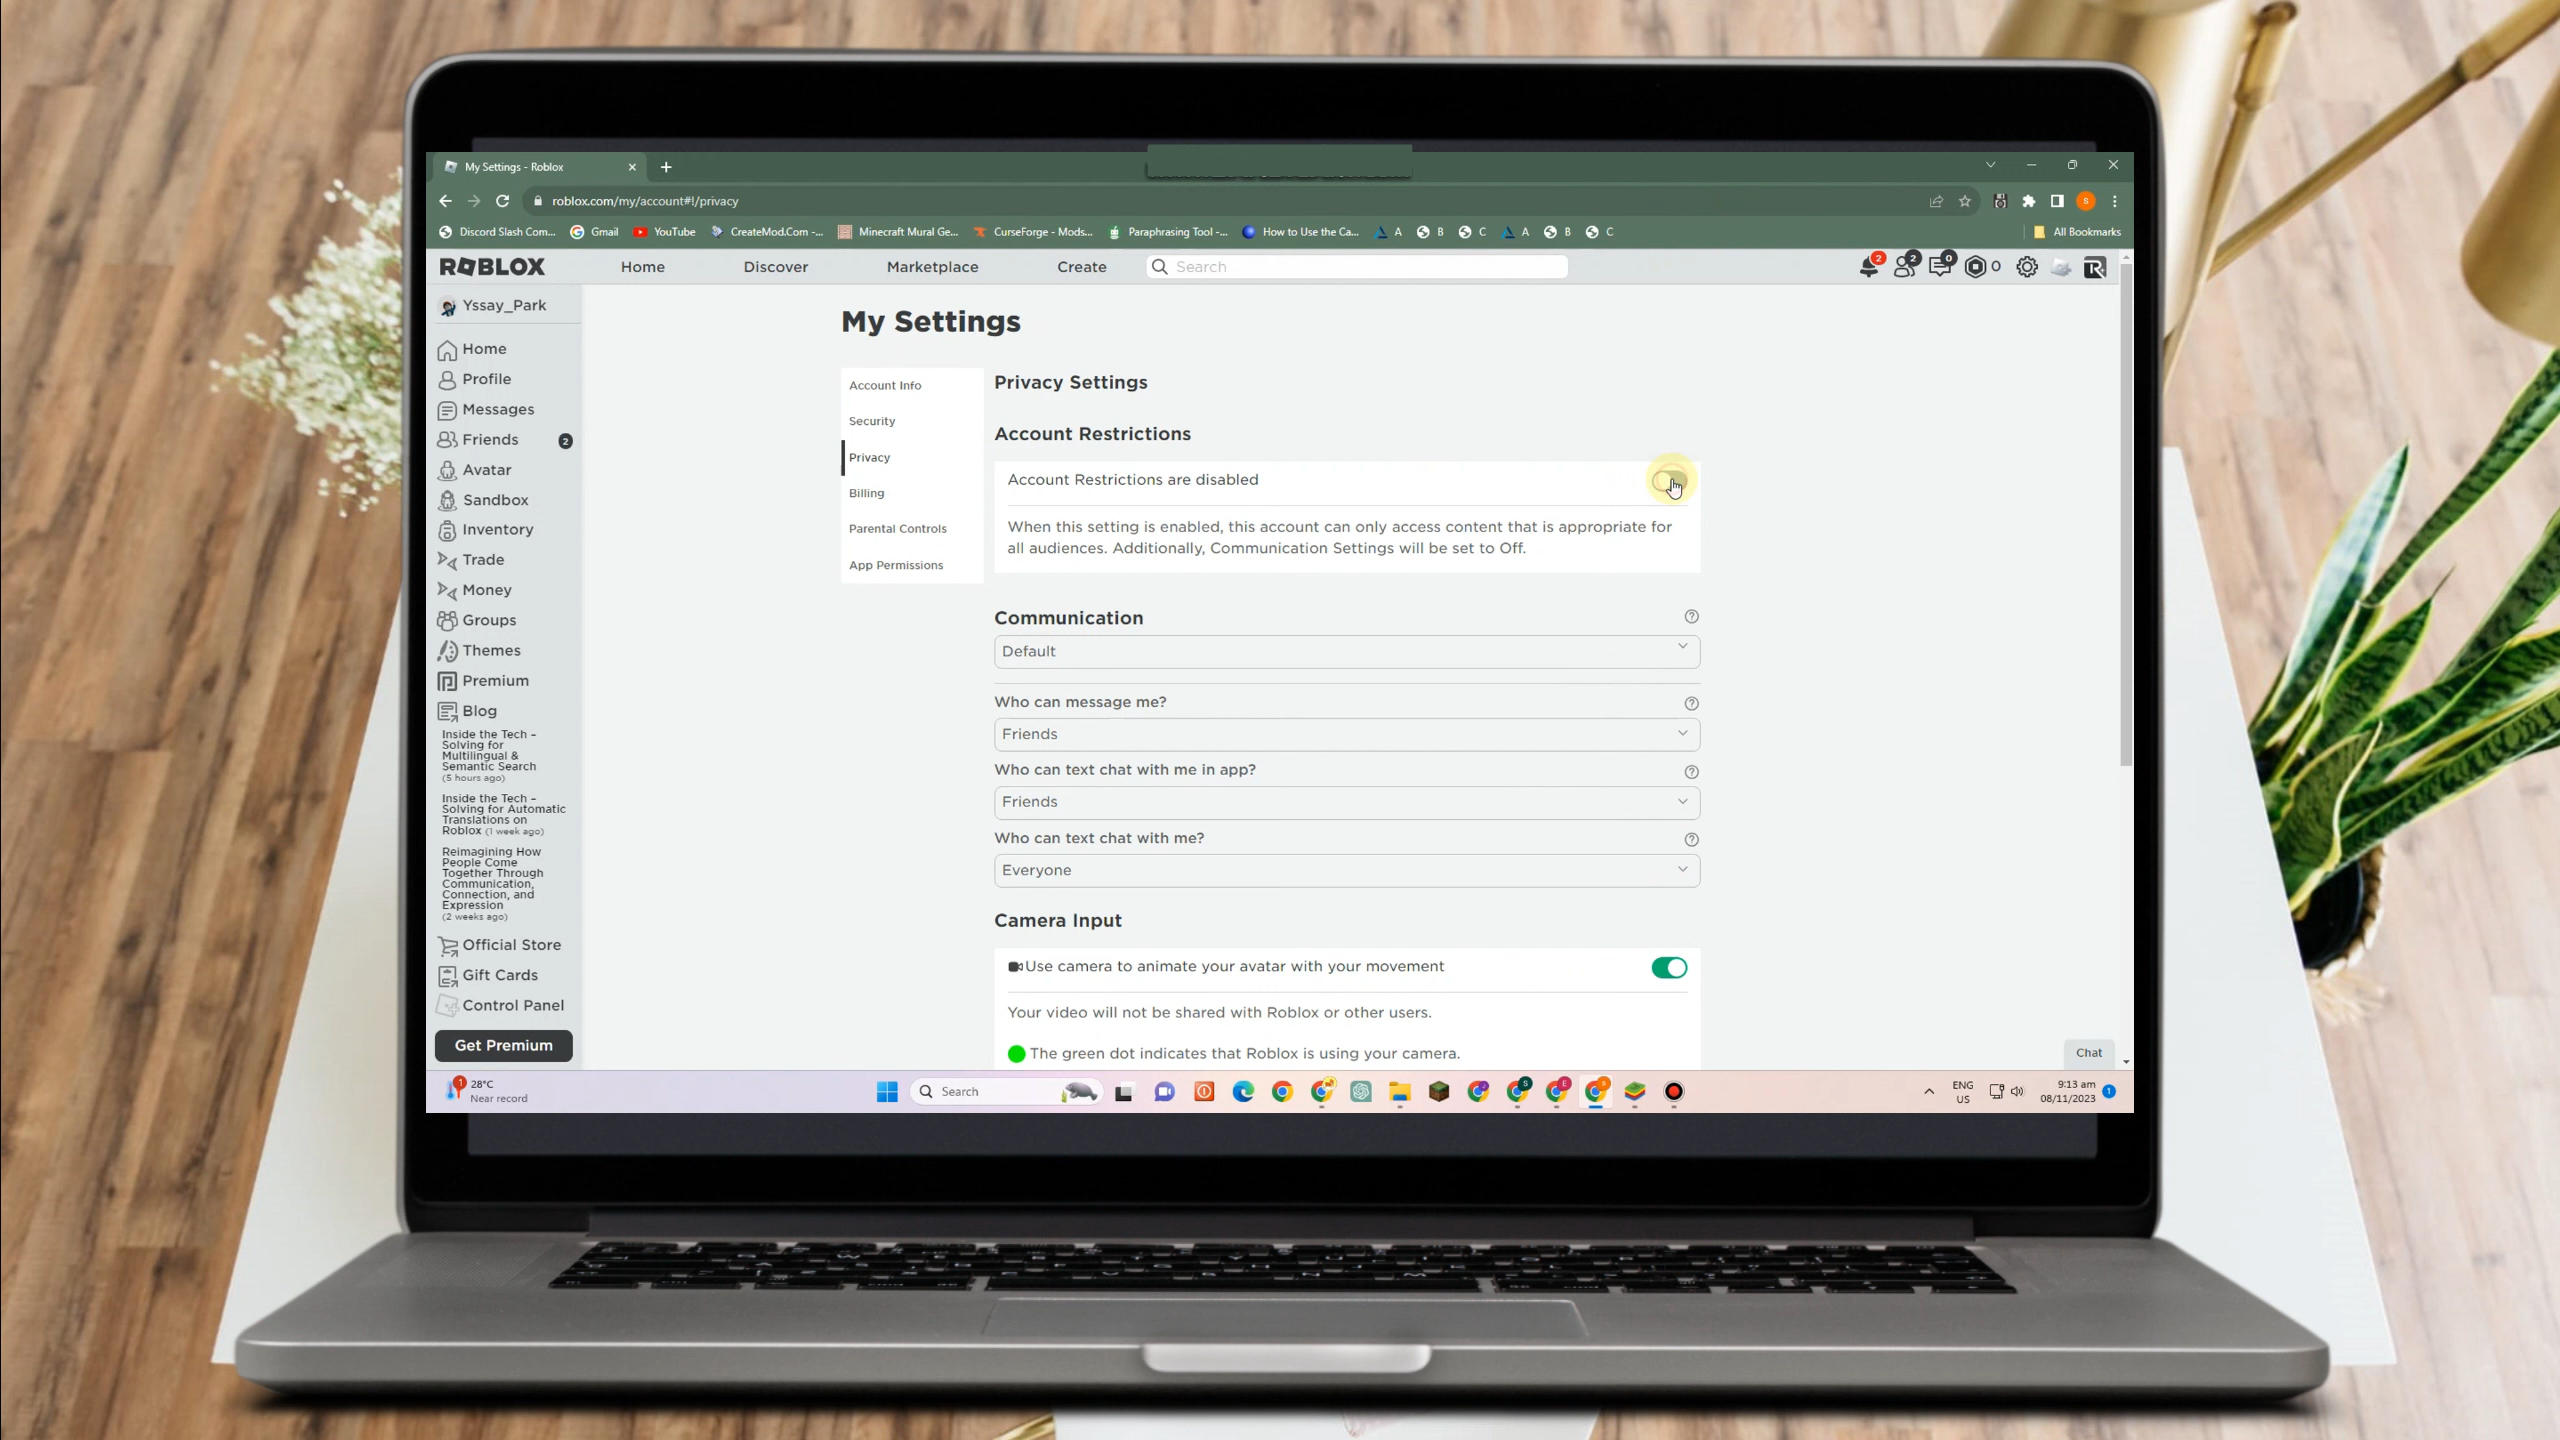 My Settings - Roblox
roblox.com/my/account#!/privacy
Discord Slash Com... Gmail YouTube CreateMod.Com -... Minecraft Mural Ge... CurseForge - Mods... Paraphrasing Tool -... How to Use the Ca... A B C A B C All Bookmarks
ROBLOX Home Discover Marketplace Create Search 2 2 0 0
Yssay_Park
Home
Profile
Messages
Friends 2
Avatar
Sandbox
Inventory
Trade
Money
Groups
Themes
Premium
Blog
Inside the Tech –
Solving for
Multilingual &
Semantic Search
(5 hours ago)
Inside the Tech –
Solving for Automatic
Translations on
Roblox (1 week ago)
Reimagining How
People Come
Together Through
Communication,
Connection, and
Expression
(2 weeks ago)
Official Store
Gift Cards
Control Panel
Get Premium
My Settings
Account Info
Security
Privacy
Billing
Parental Controls
App Permissions
Privacy Settings
Account Restrictions
Account Restrictions are disabled
When this setting is enabled, this account can only access content that is appropriate for
all audiences. Additionally, Communication Settings will be set to Off.
Communication
Default
Who can message me?
Friends
Who can text chat with me in app?
Friends
Who can text chat with me?
Everyone
Camera Input
Use camera to animate your avatar with your movement
Your video will not be shared with Roblox or other users.
The green dot indicates that Roblox is using your camera.
Chat
1 28°C
Near record
Search
ENG
US
9:13 am
08/11/2023
1